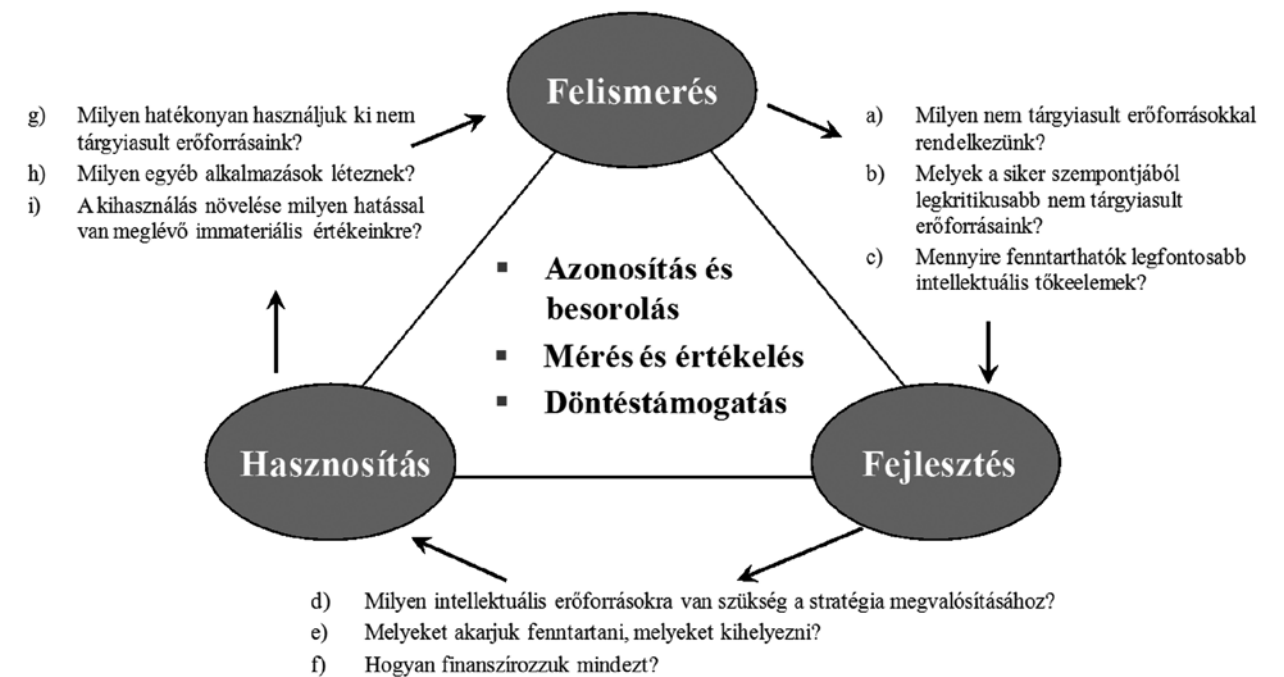 Felismerés
g) Milyen hatékonyan használjuk ki nem
tárgyiasult erőforrásaink?
h) Milyen egyéb alkalmazások léteznek?
i) A kihasználás növelése milyen hatással
van meglévő immateriális értékeinkre?
a) Milyen nem tárgyiasult erőforrásokkal
rendelkezünk?
b) Melyek a siker szempontjából
legkritikusabb nem tárgyiasult
erőforrásaink?
c) Mennyire fenntarthatók legfontosabb
intellektuális tőkeelemek?
▪ Azonosítás és
besorolás
▪ Mérés és értékelés
▪ Döntéstámogatás
Hasznosítás
Fejlesztés
d) Milyen intellektuális erőforrásokra van szükség a stratégia megvalósításához?
e) Melyeket akarjuk fenntartani, melyeket kihelyezni?
f) Hogyan finanszírozzuk mindezt?